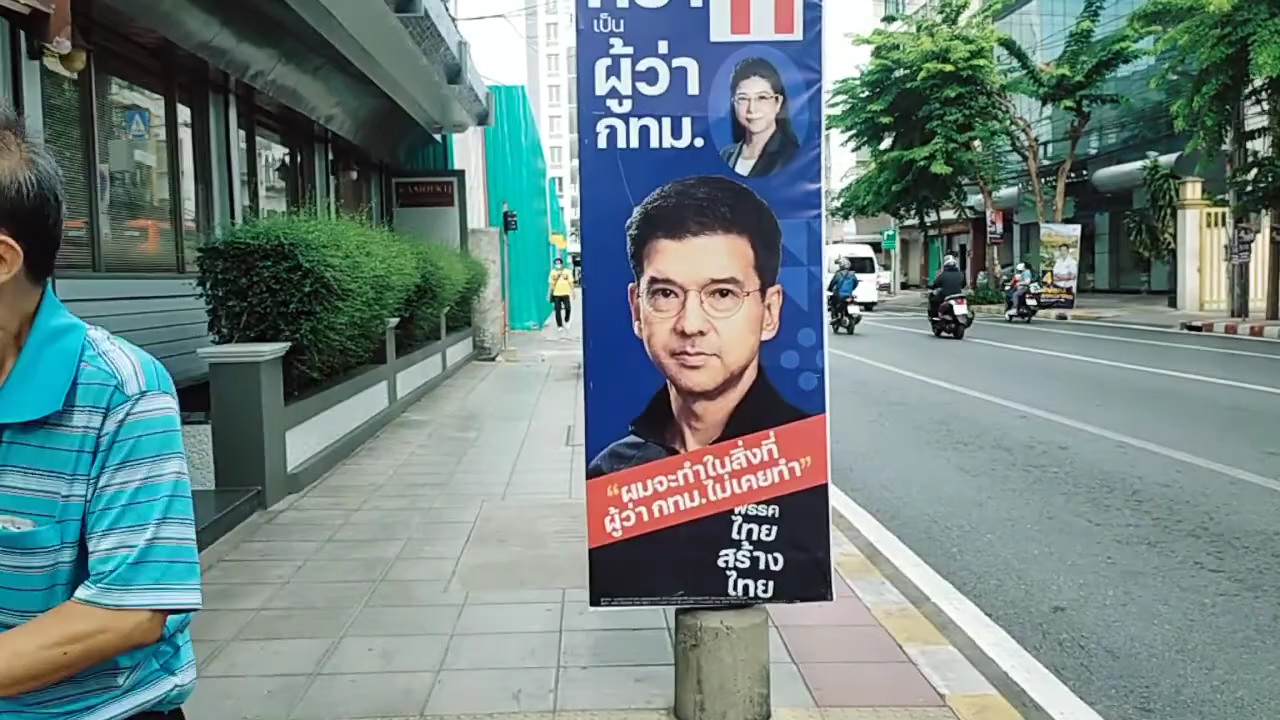 เป็น
ผู้ว่า
กทม.
“ผมจะทำในสิ่งที่
ผู้ว่า กทม.ไม่เคยทำ”
พรรค
ไทย
สร้าง
ไทย